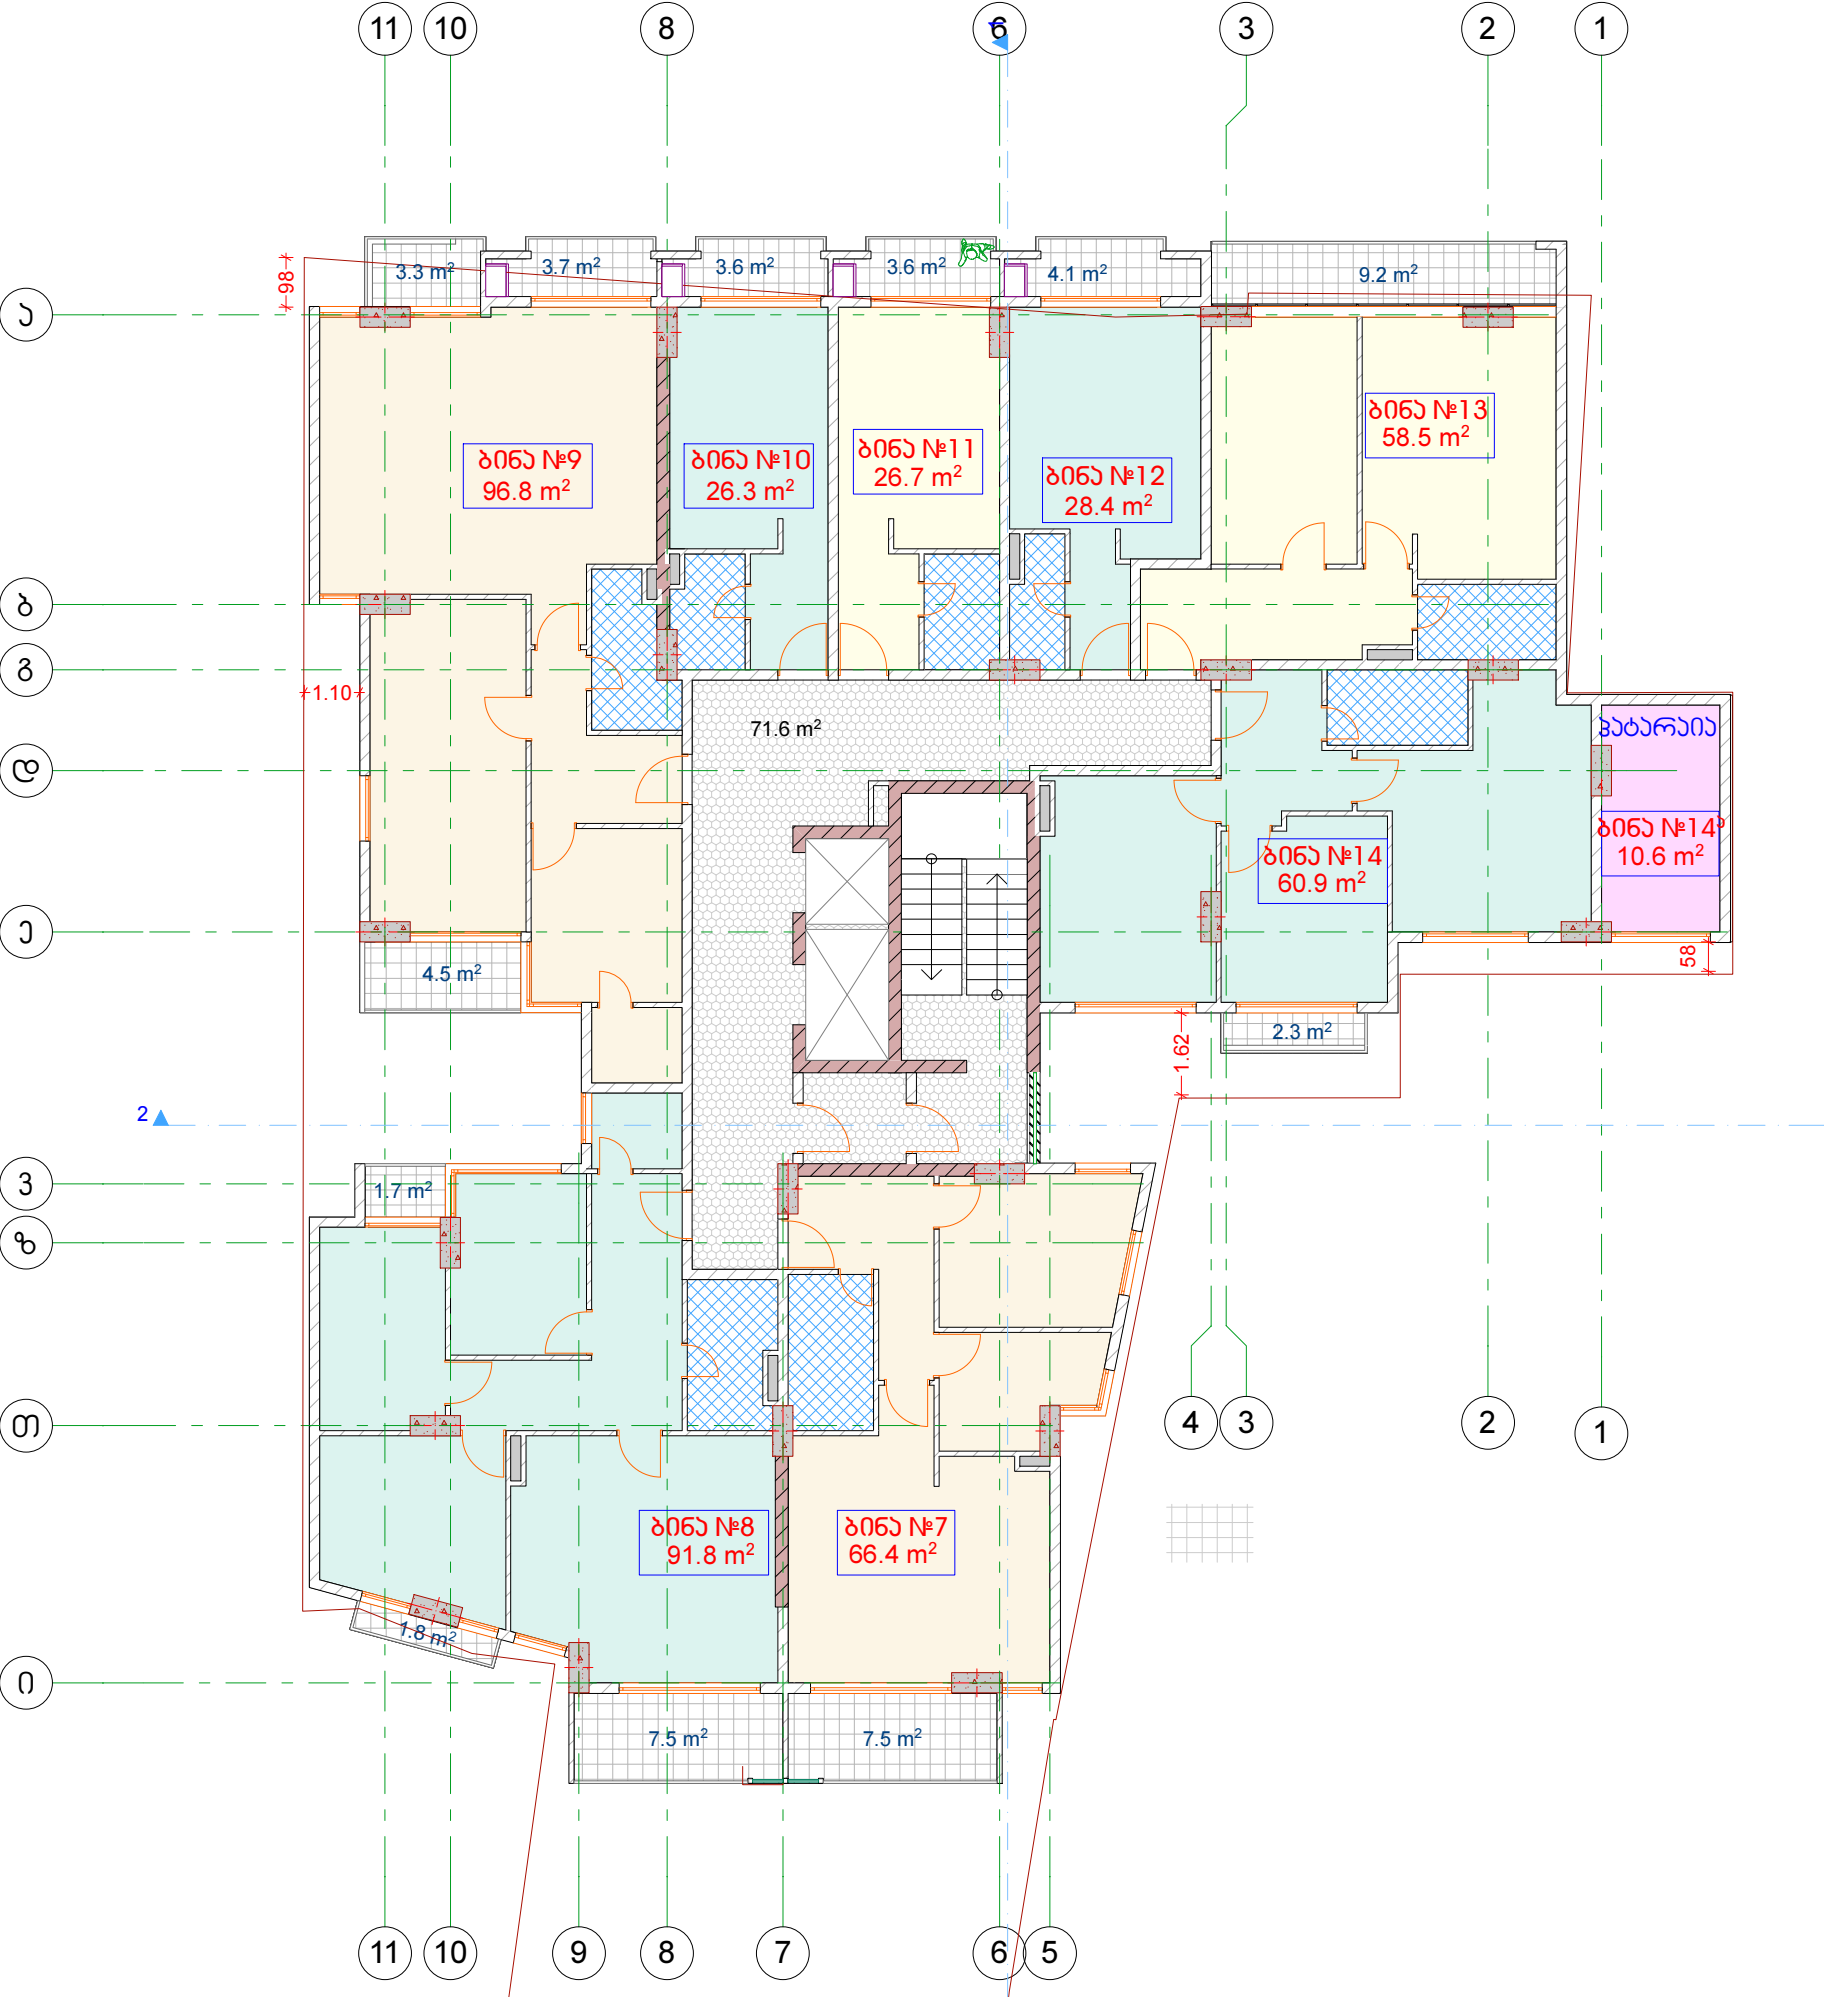 11 10 8 6 3 2 1
3.3 m²
3.7 m²
3.6 m²
3.6 m²
4.1 m²
9.2 m²
98
ა
ბინა №9
96.8 m²
ბინა №10
26.3 m²
ბინა №11
26.7 m²
ბინა №12
28.4 m²
ბინა №13
58.5 m²
ბ
გ
1.10
71.6 m²
პატარაია
დ
ბინა №14
60.9 m²
ბინა №14
10.6 m²
ე
4.5 m²
58
2.3 m²
1.62
2
ვ
1.7 m²
ზ
თ
4 3 2 1
ბინა №8
91.8 m²
ბინა №7
66.4 m²
1.8 m²
ი
7.5 m²
7.5 m²
11 10 9 8 7 6 5